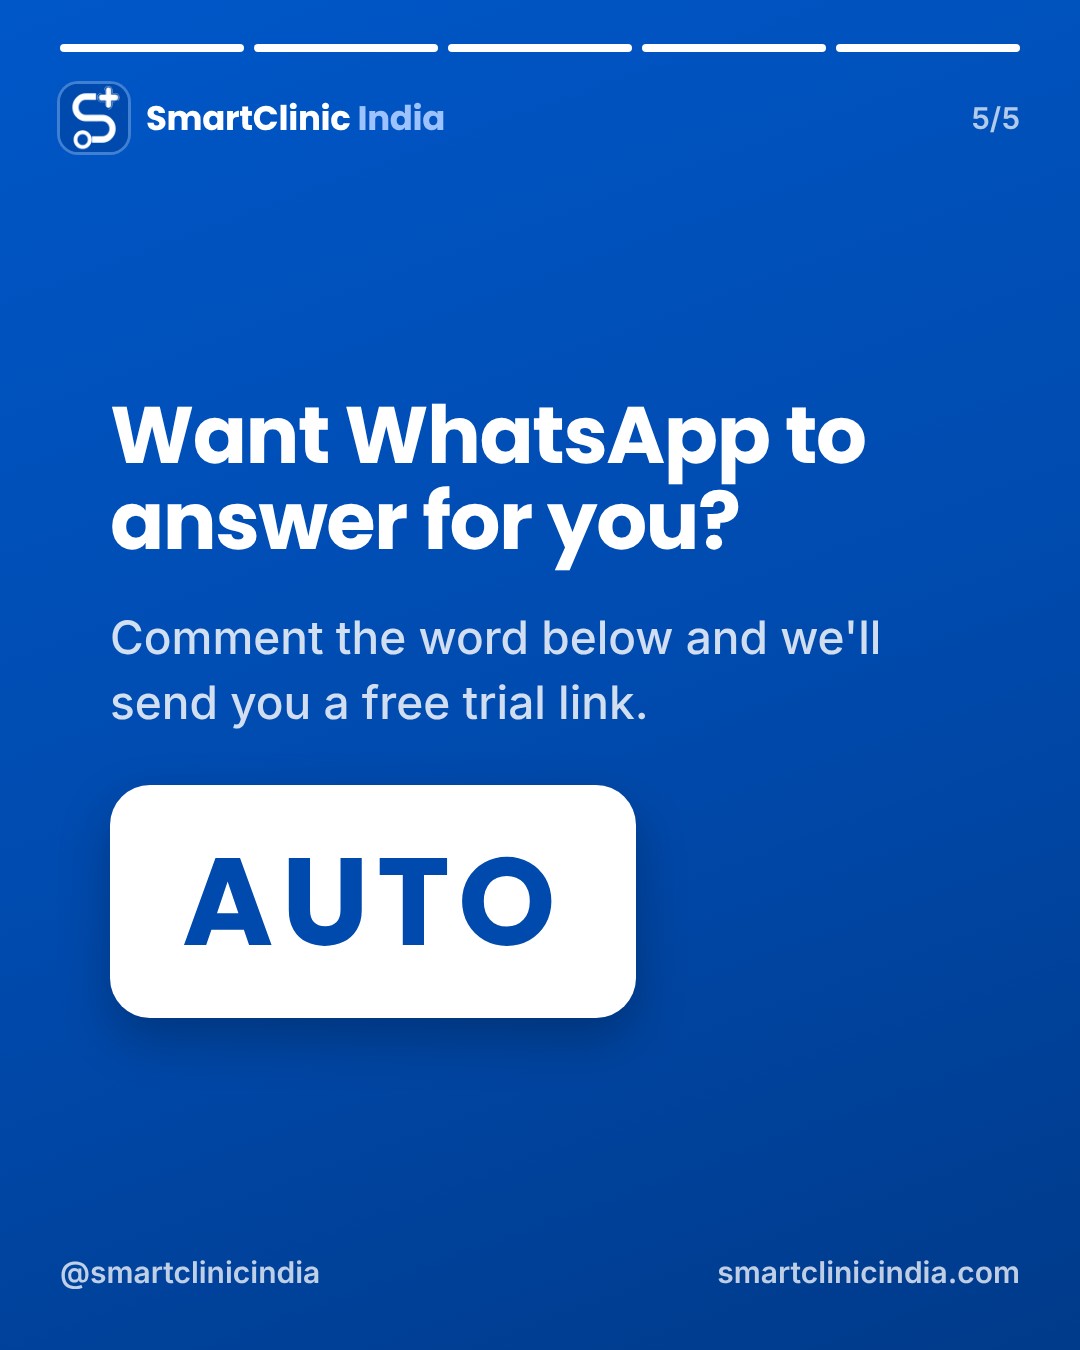 SmartClinic India
5/5
Want WhatsApp to
answer for you?
Comment the word below and we'll
send you a free trial link.
AUTO
@smartclinicindia
smartclinicindia.com